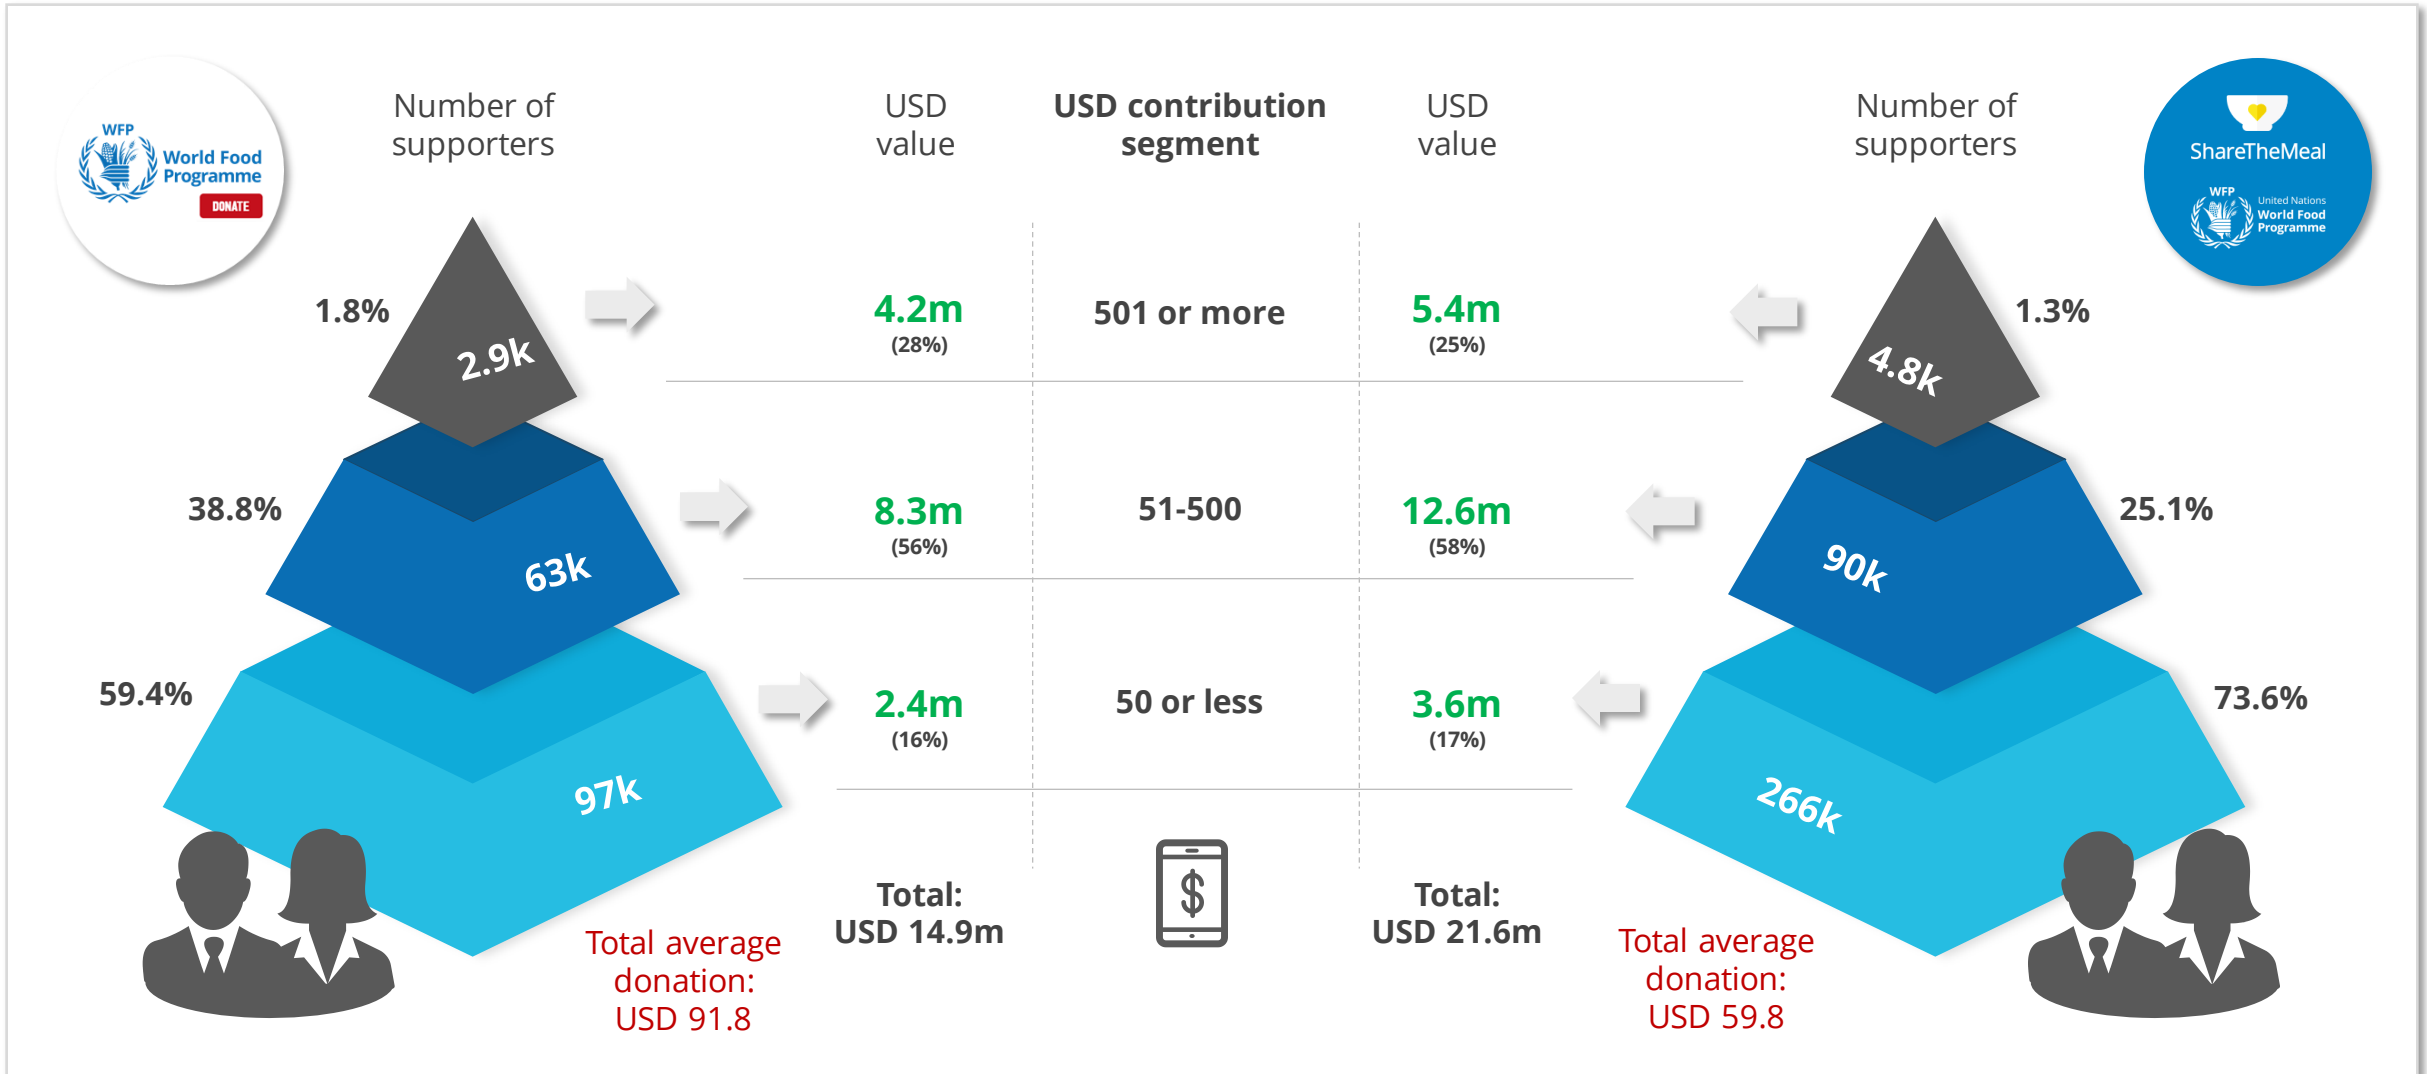 WFP
World Food
Programme
DONATE
Number of
supporters
USD
value
USD contribution
segment
USD
value
Number of
supporters
ShareTheMeal
WFP
United Nations
World Food
Programme
1.8%
2.9k
4.2m
(28%)
501 or more
5.4m
(25%)
4.8k
1.3%
38.8%
63k
8.3m
(56%)
51-500
12.6m
(58%)
90k
25.1%
59.4%
97k
2.4m
(16%)
50 or less
3.6m
(17%)
266k
73.6%
Total average
donation:
USD 91.8
Total:
USD 14.9m
$
Total:
USD 21.6m
Total average
donation:
USD 59.8